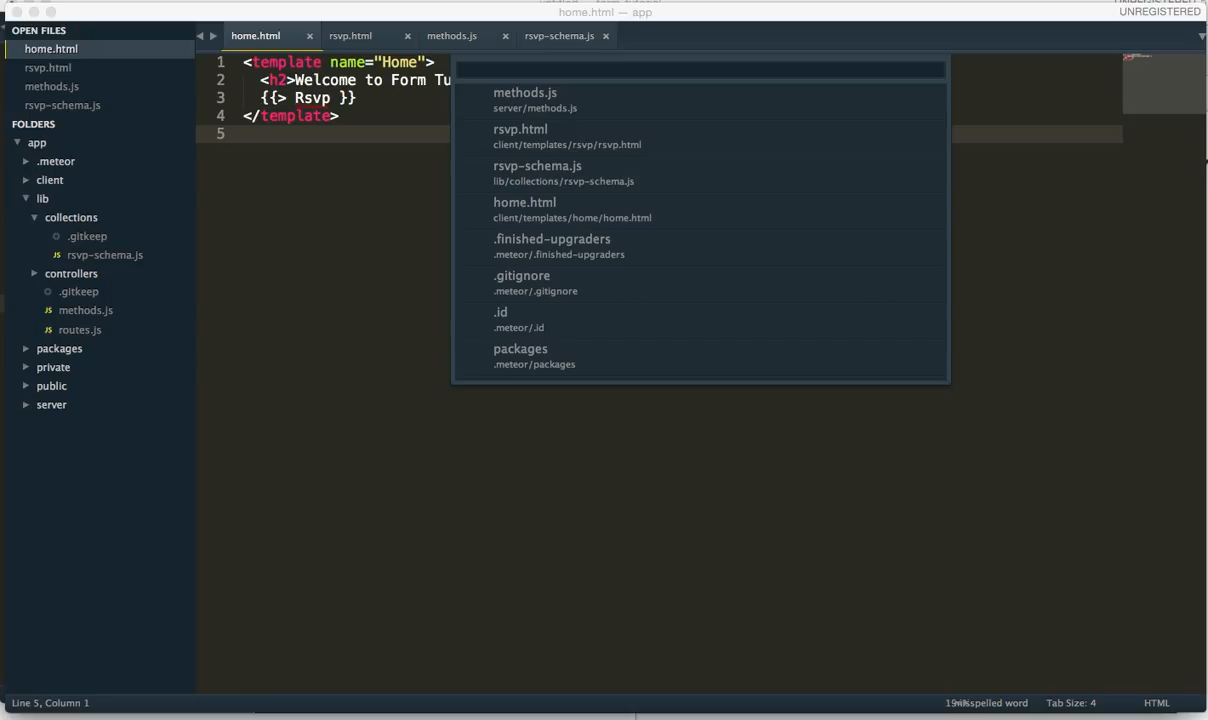 home.html — app
UNREGISTERED
OPEN FILES
home.html
rsvp.html
methods.js
rsvp-schema.js
FOLDERS
app
.meteor
client
lib
collections
.gitkeep
JS rsvp-schema.js
controllers
.gitkeep
JS methods.js
JS routes.js
packages
private
public
server
home.html × rsvp.html × methods.js × rsvp-schema.js ×
1 <template name="Home">
2 <h2>Welcome to Form Tu
3 {{> Rsvp }}
4 </template>
5
methods.js
server/methods.js
rsvp.html
client/templates/rsvp/rsvp.html
rsvp-schema.js
lib/collections/rsvp-schema.js
home.html
client/templates/home/home.html
.finished-upgraders
.meteor/.finished-upgraders
.gitignore
.meteor/.gitignore
.id
.meteor/.id
packages
.meteor/packages
Line 5, Column 1
word
Tab Size: 4
HTML